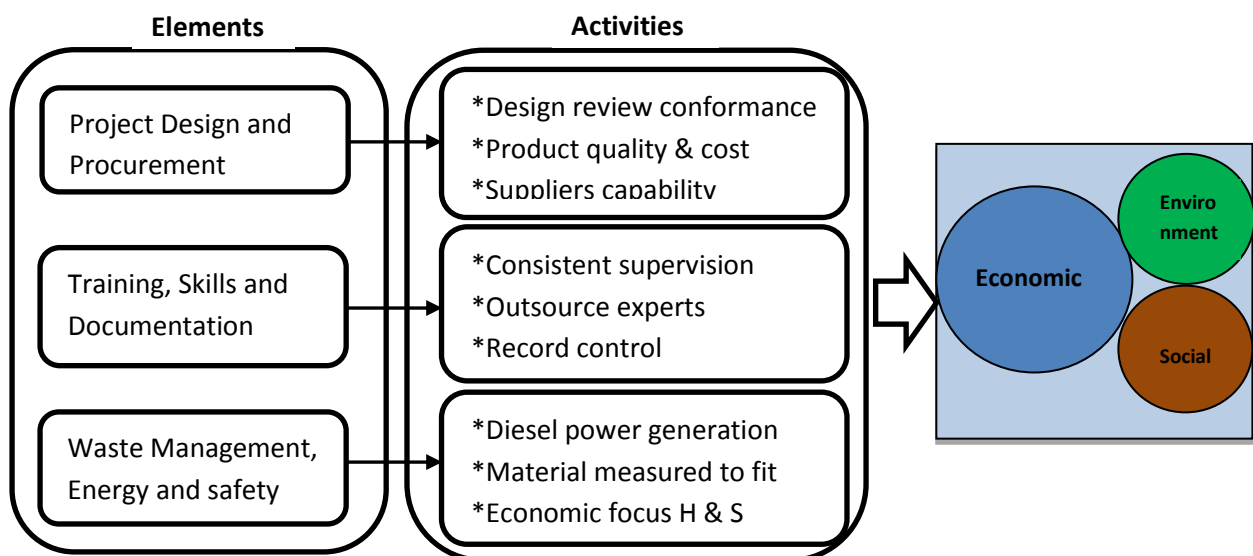 Elements
Activities
Project Design and
Procurement
*Design review conformance
*Product quality & cost
*Suppliers capability
Training, Skills and
Documentation
*Consistent supervision
*Outsource experts
*Record control
Waste Management,
Energy and safety
*Diesel power generation
*Material measured to fit
*Economic focus H & S
Economic
Enviro
nment
Social